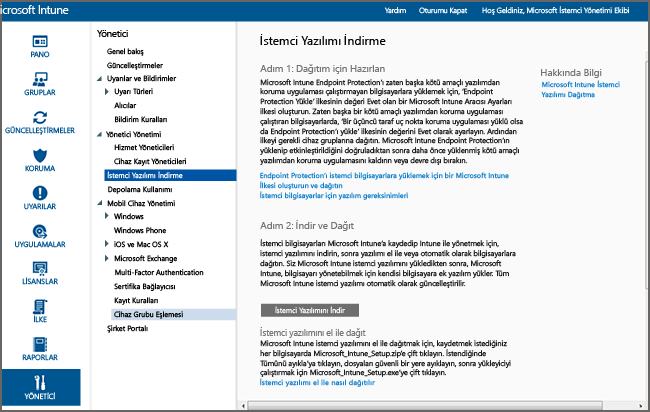 icrosoft Intune
Yardım
Oturumu Kapat
Hoş Geldiniz, Microsoft İstemci Yönetimi Ekibi
PANO
GRUPLAR
GÜNCELLEŞTİRMELER
KORUMA
UYARILAR
UYGULAMALAR
LİSANSLAR
İLKE
RAPORLAR
YÖNETİCİ
Yönetici
Genel bakış
Güncelleştirmeler
Uyarılar ve Bildirimler
Uyarı Türleri
Alıcılar
Bildirim Kuralları
Yönetici Yönetimi
Hizmet Yöneticileri
Cihaz Kayıt Yöneticileri
İstemci Yazılımı İndirme
Depolama Kullanımı
Mobil Cihaz Yönetimi
Windows
Windows Phone
iOS ve Mac OS X
Microsoft Exchange
Multi-Factor Authentication
Sertifika Bağlayıcısı
Kayıt Kuralları
Cihaz Grubu Eşlemesi
Şirket Portalı
İstemci Yazılımı İndirme
Adım 1: Dağıtım için Hazırlan
Microsoft Intune Endpoint Protection'ı zaten başka kötü amaçlı yazılımdan
koruma uygulaması çalıştırmayan bilgisayarlara yüklemek için, 'Endpoint
Protection Yükle' ilkesinin değeri Evet olan bir Microsoft Intune Aracısı Ayarları
ilkesi oluşturun. Zaten başka bir kötü amaçlı yazılımdan koruma uygulaması
çalıştıran bilgisayarlarda, 'Bir üçüncü taraf uç nokta koruma uygulaması yüklü olsa
da Endpoint Protection'ı yükle' ilkesinin değerini Evet olarak ayarlayın. Ardından
ilkeyi gerekli cihaz gruplarına dağıtın. Microsoft Intune Endpoint Protection'ın
yüklenip etkinleştirildiğini doğruladıktan sonra daha önce yüklenmiş kötü amaçlı
yazılımdan koruma uygulamasını kaldırın veya devre dışı bırakın.
Endpoint Protection'ı istemci bilgisayarlara yüklemek için bir Microsoft Intune
İlkesi oluşturun ve dağıtın
İstemci bilgisayarlar için yazılım gereksinimleri
Adım 2: İndir ve Dağıt
İstemci bilgisayarları Microsoft Intune'a kaydedip Intune ile yönetmek için,
istemci yazılımını indirin, sonra yazılımı el ile veya otomatik olarak bilgisayarlara
dağıtın. Siz Microsoft Intune istemci yazılımını yükledikten sonra, Microsoft
Intune, bilgisayarı yönetebilmek için kendisi bilgisayara ek yazılım yükler. Tüm
Microsoft Intune istemci yazılımı otomatik olarak güncelleştirilir.
İstemci Yazılımını İndir
İstemci yazılımını el ile dağıt
Microsoft Intune istemci yazılımını el ile dağıtmak için, kaydetmek istediğiniz
her bilgisayarda Microsoft_Intune_Setup.zip'e çift tıklayın. İstendiğinde
Tümünü ayıkla'ya tıklayın, dosyaları güvenli bir yere ayıklayın, sonra yükleyiciyi
çalıştırmak için Microsoft_Intune_Setup.exe'ye çift tıklayın.
İstemci yazılımı el ile nasıl dağıtılır
Hakkında Bilgi
Microsoft Intune İstemci
Yazılımı Dağıtma